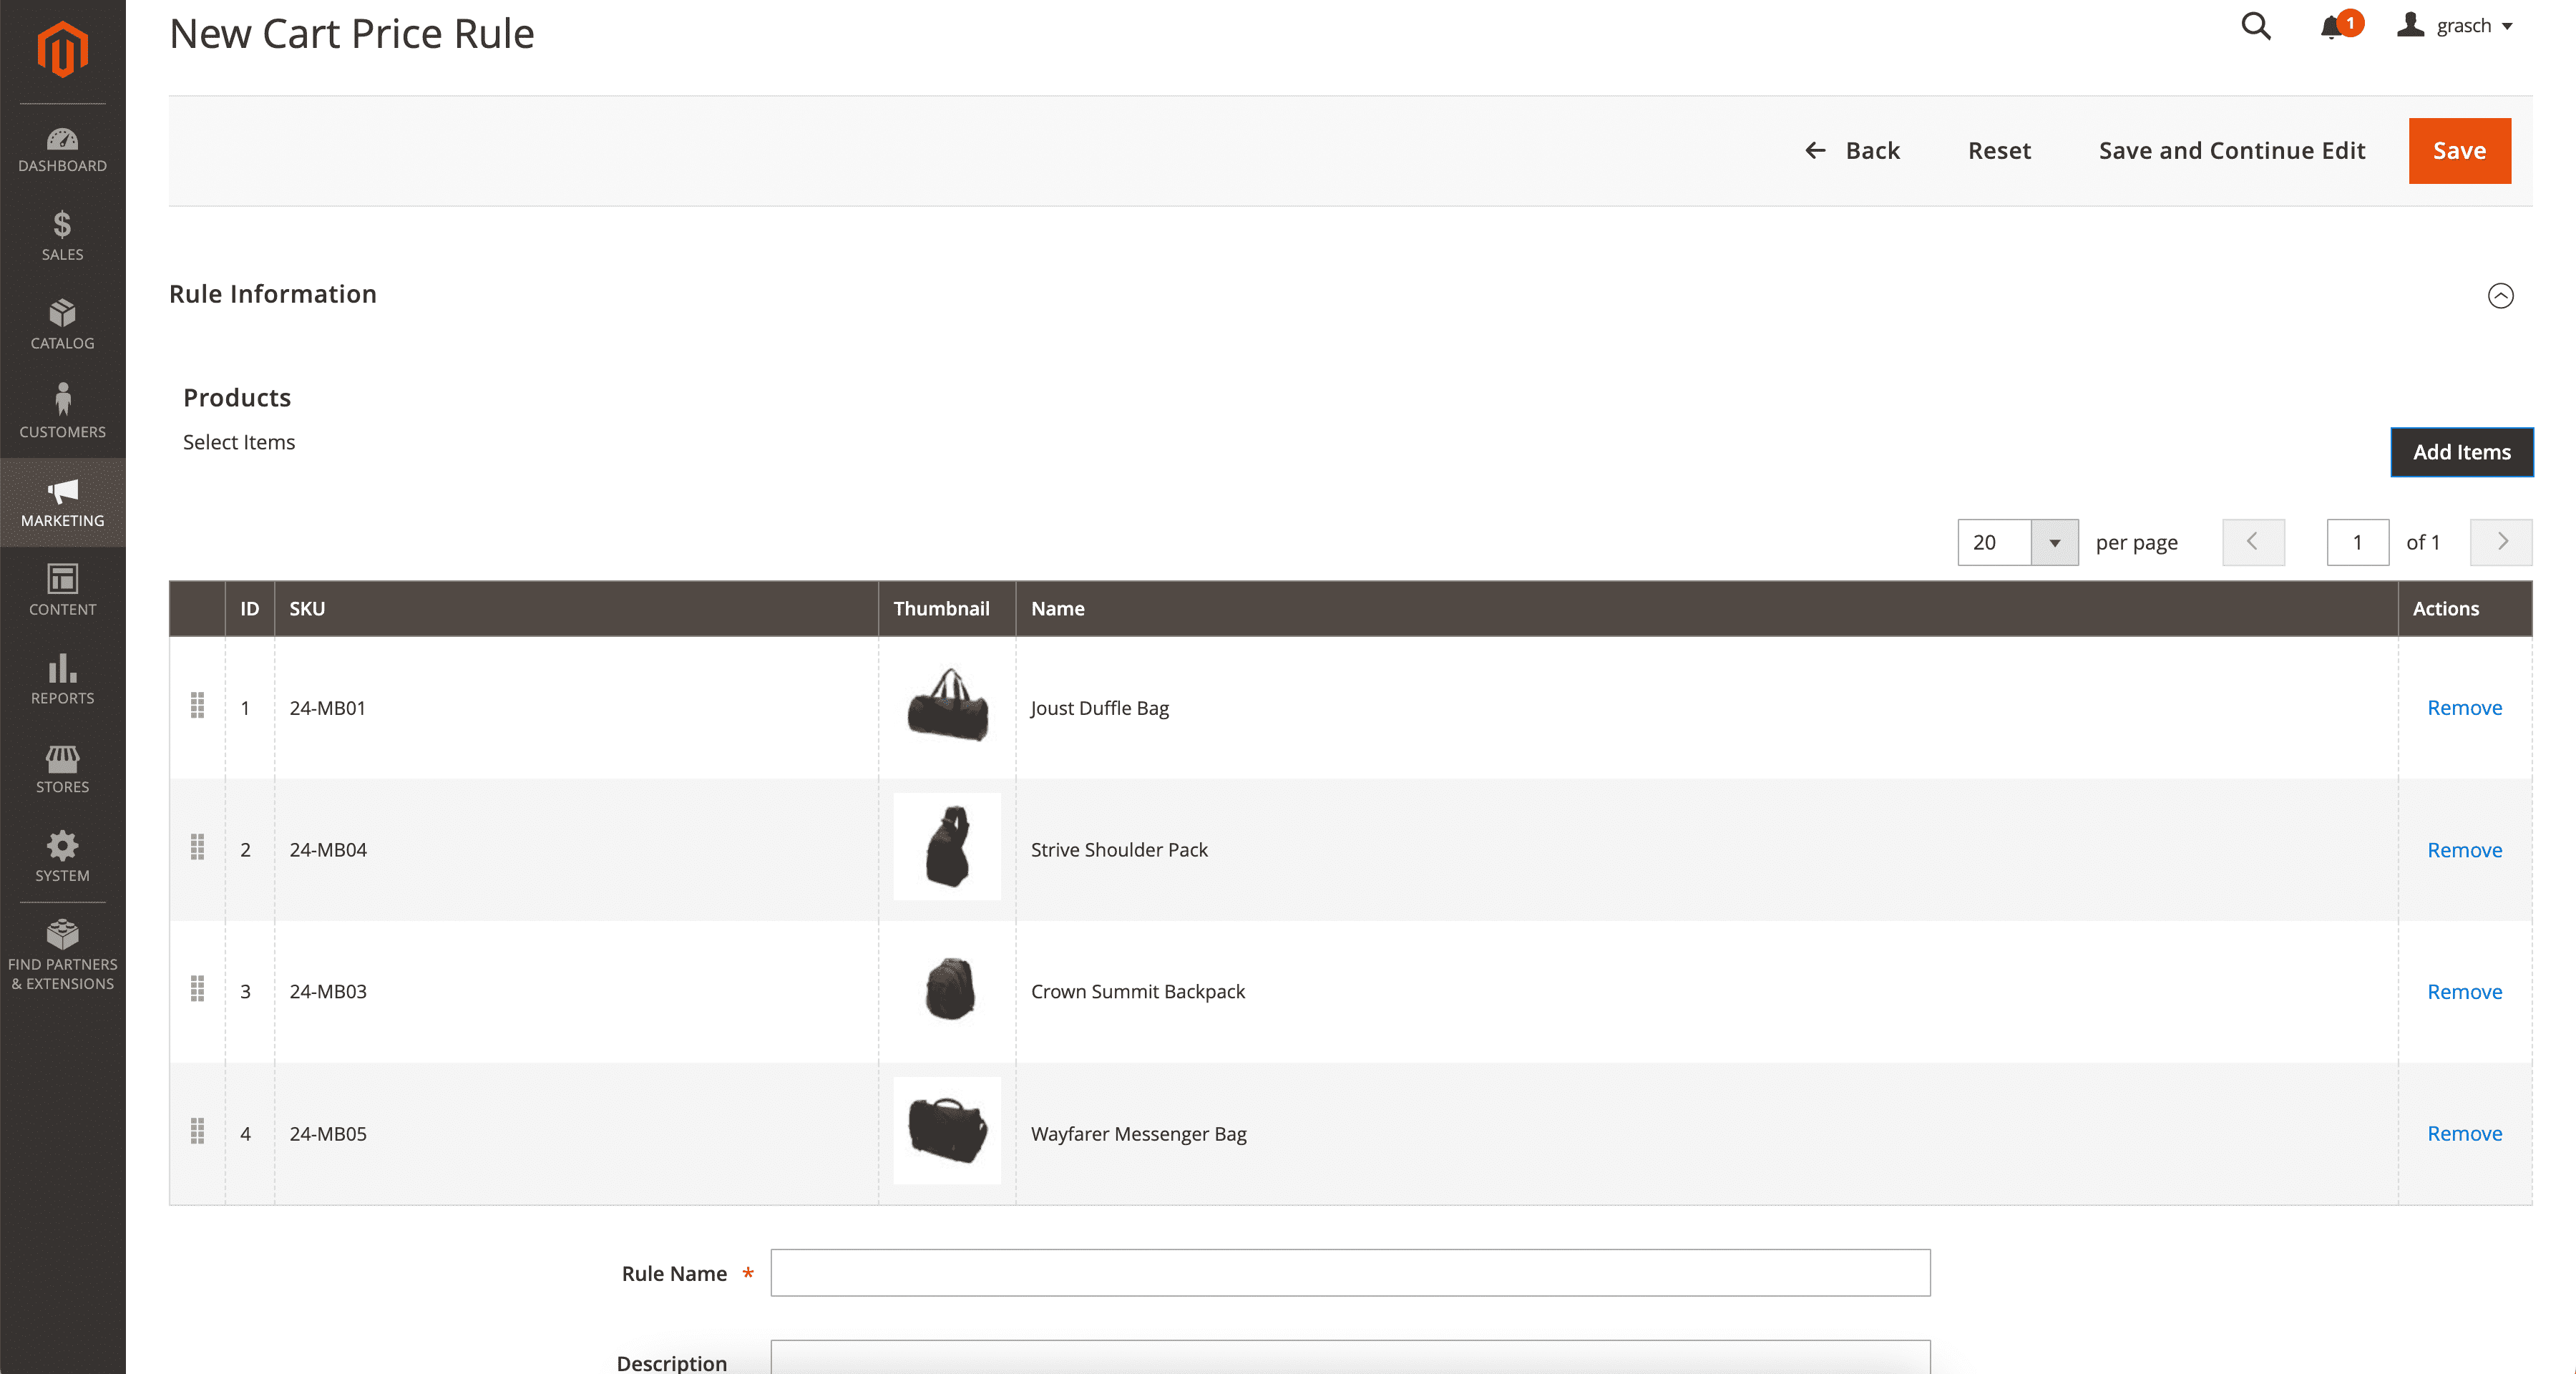 New Cart Price Rule
1
grasch
Back
Reset
Save and Continue Edit
Save
DASHBOARD
SALES
CATALOG
CUSTOMERS
MARKETING
CONTENT
REPORTS
STORES
SYSTEM
FIND PARTNERS
& EXTENSIONS
Rule Information
Products
Select Items
Add Items
20 per page 1 of 1
ID SKU Thumbnail Name Actions
1 24-MB01 Joust Duffle Bag Remove
2 24-MB04 Strive Shoulder Pack Remove
3 24-MB03 Crown Summit Backpack Remove
4 24-MB05 Wayfarer Messenger Bag Remove
Rule Name *
Description